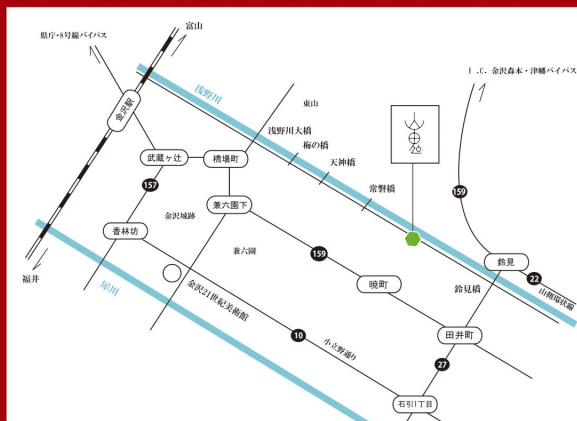 富山
県庁・8号線バイパス
I .C. 金沢森本・津幡バイパス
浅野川
東山
金沢駅
浅野川大橋
梅の橋
天神橋
武蔵ヶ辻
橋場町
157
常磐橋
159
兼六園下
金沢城跡
香林坊
兼六園
159
鈴見
福井
22
山側環状線
犀川
金沢21世紀美術館
暁町
鈴見橋
10
小立野通り
田井町
27
石引1丁目